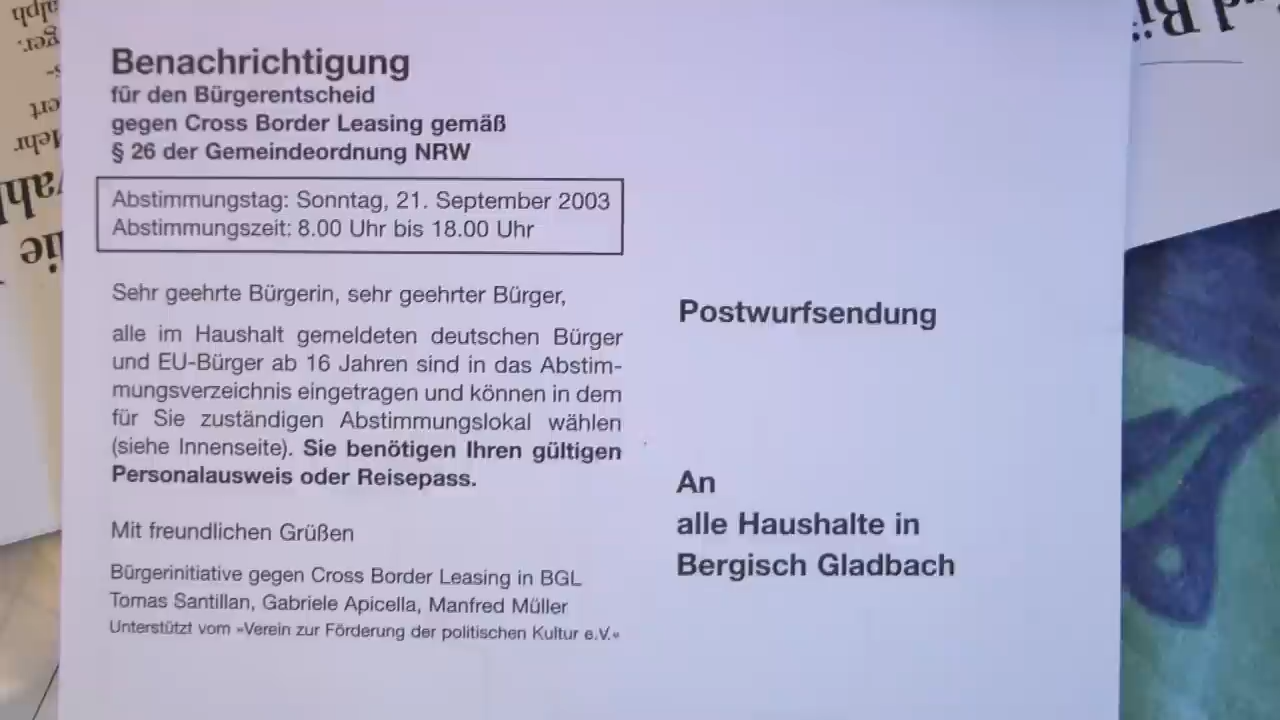 Benachrichtigung
für den Bürgerentscheid
gegen Cross Border Leasing gemäß
§ 26 der Gemeindeordnung NRW
Abstimmungstag: Sonntag, 21. September 2003
Abstimmungszeit: 8.00 Uhr bis 18.00 Uhr
Sehr geehrte Bürgerin, sehr geehrter Bürger,
alle im Haushalt gemeldeten deutschen Bürger
und EU-Bürger ab 16 Jahren sind in das Abstim-
mungsverzeichnis eingetragen und können in dem
für Sie zuständigen Abstimmungslokal wählen
(siehe Innenseite). Sie benötigen Ihren gültigen
Personalausweis oder Reisepass.
Mit freundlichen Grüßen
Bürgerinitiative gegen Cross Border Leasing in BGL
Tomas Santillan, Gabriele Apicella, Manfred Müller
Unterstützt vom »Verein zur Förderung der politischen Kultur e.V.«
Postwurfsendung
An
alle Haushalte in
Bergisch Gladbach